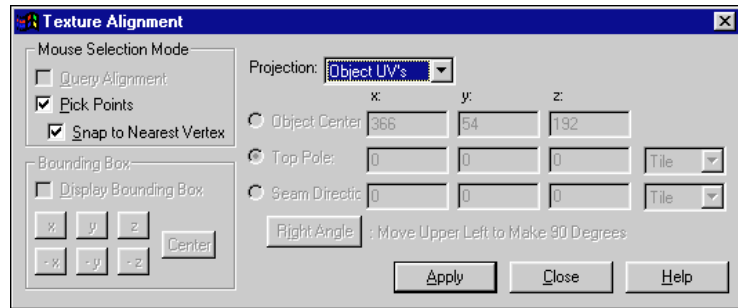 Texture Alignment
Mouse Selection Mode
Query Alignment
Pick Points
Snap to Nearest Vertex
Projection: Object UV's
x: y: z:
Object Center 366 54 192
Top Pole: 0 0 0 Tile
Seam Directic 0 0 0 Tile
Right Angle : Move Upper Left to Make 90 Degrees
Bounding Box
Display Bounding Box
x y z
Center
- x - y - z
Apply Close Help